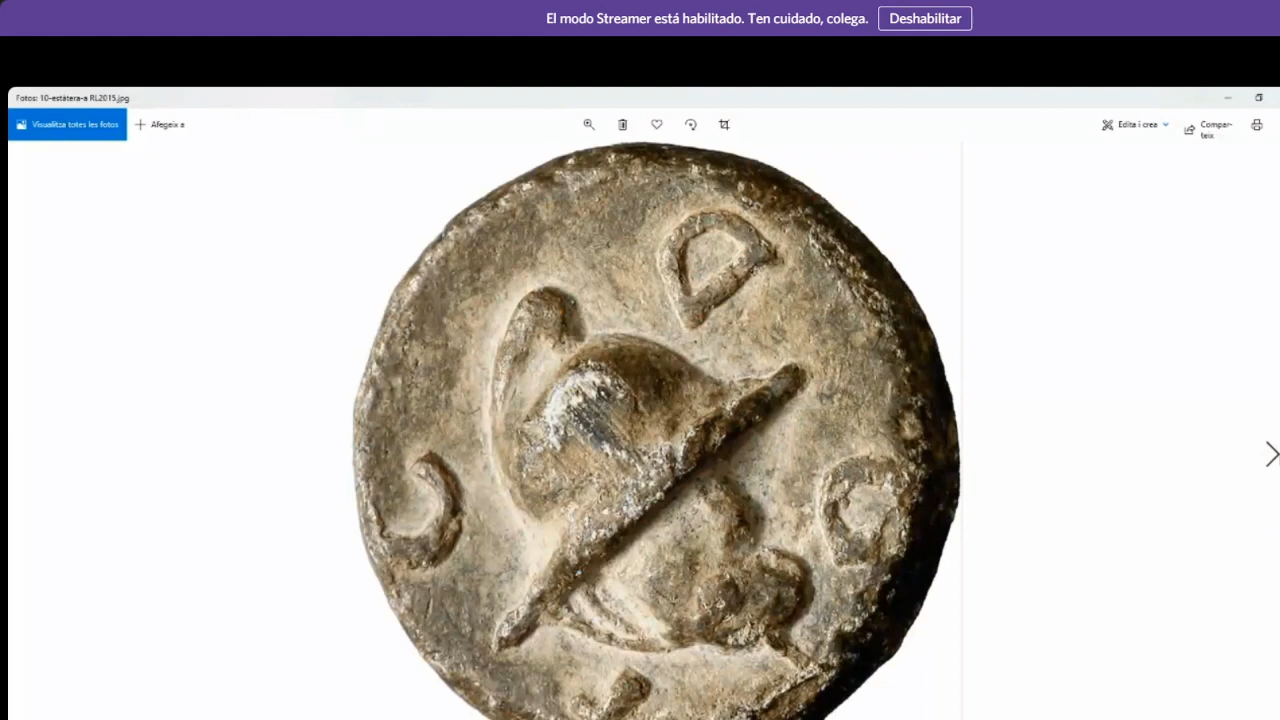 El modo Streamer está habilitado. Ten cuidado, colega.
Deshabilitar
Fotos: 10-estátera-a RL2015.jpg
Visualitza totes les fotos
Afegeix a
Edita i crea
Compar-
teix